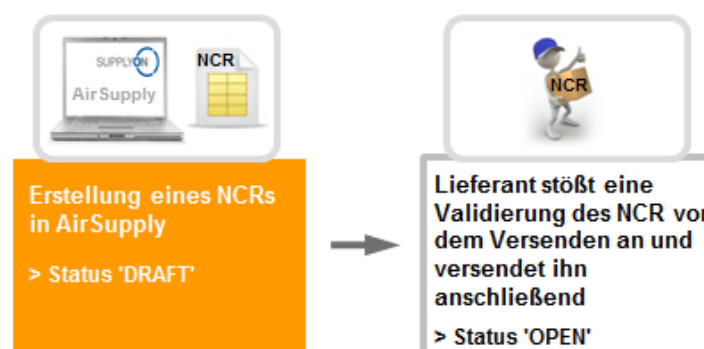 SUPPLYON
AirSupply
NCR
NCR
Erstellung eines NCRs
in AirSupply
> Status 'DRAFT'
Lieferant stößt eine
Validierung des NCR vor
dem Versenden an und
versendet ihn
anschließend
> Status 'OPEN'